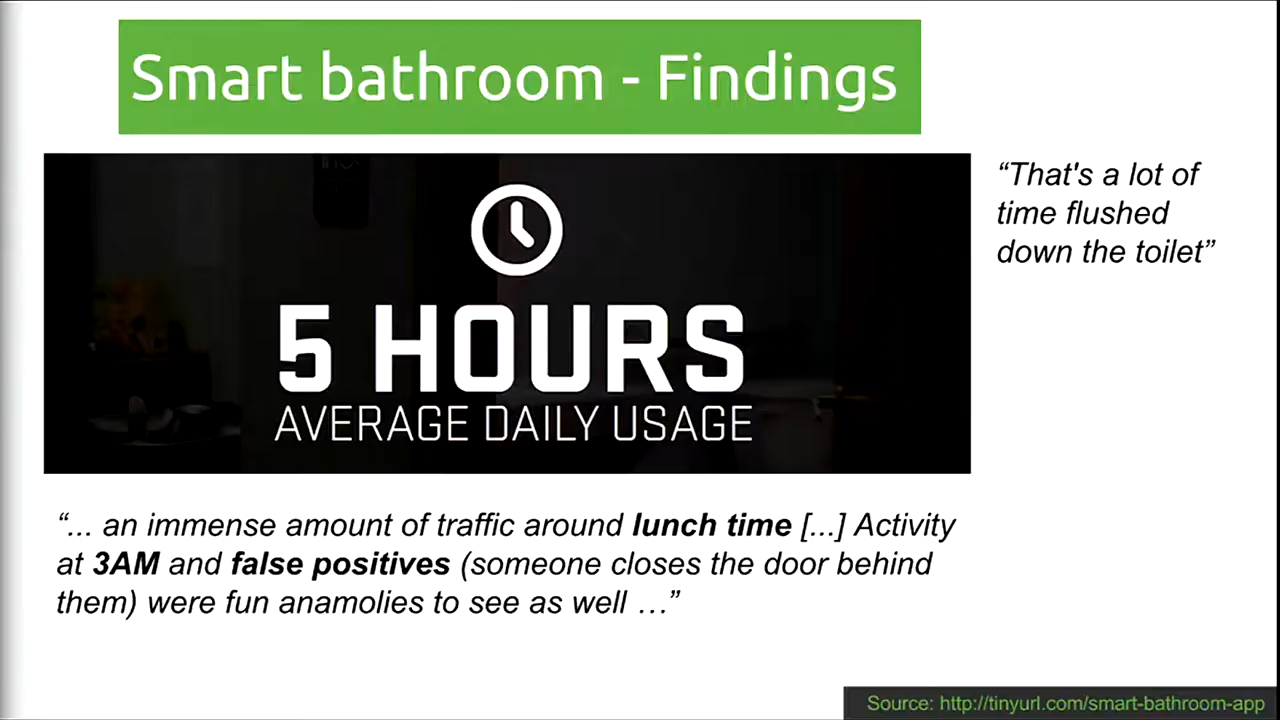 Smart bathroom - Findings
5 HOURS
AVERAGE DAILY USAGE
“That's a lot of
time flushed
down the toilet”
“... an immense amount of traffic around lunch time [...] Activity
at 3AM and false positives (someone closes the door behind
them) were fun anamolies to see as well …”
Source: http://tinyurl.com/smart-bathroom-app